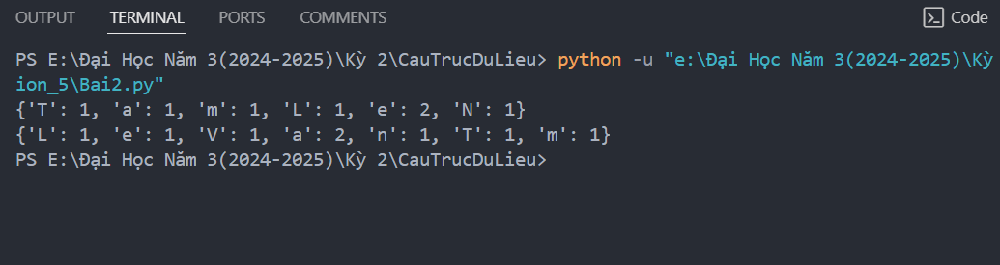 OUTPUT TERMINAL PORTS COMMENTS Code
PS E:\Đại Học Năm 3(2024-2025)\Kỳ 2\CauTrucDuLieu> python -u "e:\Đại Học Năm 3(2024-2025)\Kỳ
ion_5\Bai2.py"
{'T': 1, 'a': 1, 'm': 1, 'L': 1, 'e': 2, 'N': 1}
{'L': 1, 'e': 1, 'V': 1, 'a': 2, 'n': 1, 'T': 1, 'm': 1}
PS E:\Đại Học Năm 3(2024-2025)\Kỳ 2\CauTrucDuLieu>